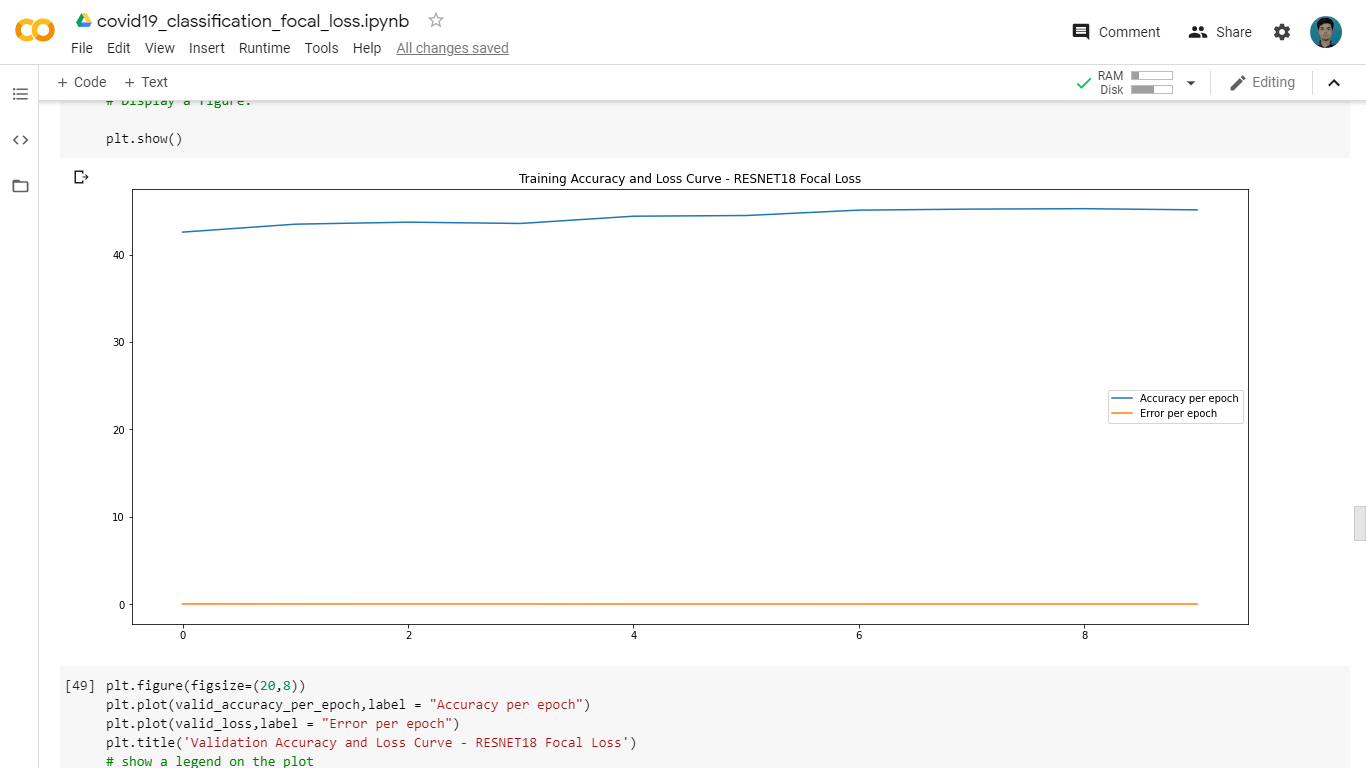 covid19_classification_focal_loss.ipynb
File Edit View Insert Runtime Tools Help All changes saved
Comment Share
+ Code + Text
RAM
Disk
Editing
# Display a figure.
plt.show()
Training Accuracy and Loss Curve - RESNET18 Focal Loss
40
30
20
10
0
Accuracy per epoch
Error per epoch
0 2 4 6 8
[49] plt.figure(figsize=(20,8))
plt.plot(valid_accuracy_per_epoch,label = "Accuracy per epoch")
plt.plot(valid_loss,label = "Error per epoch")
plt.title('Validation Accuracy and Loss Curve - RESNET18 Focal Loss')
# show a legend on the plot